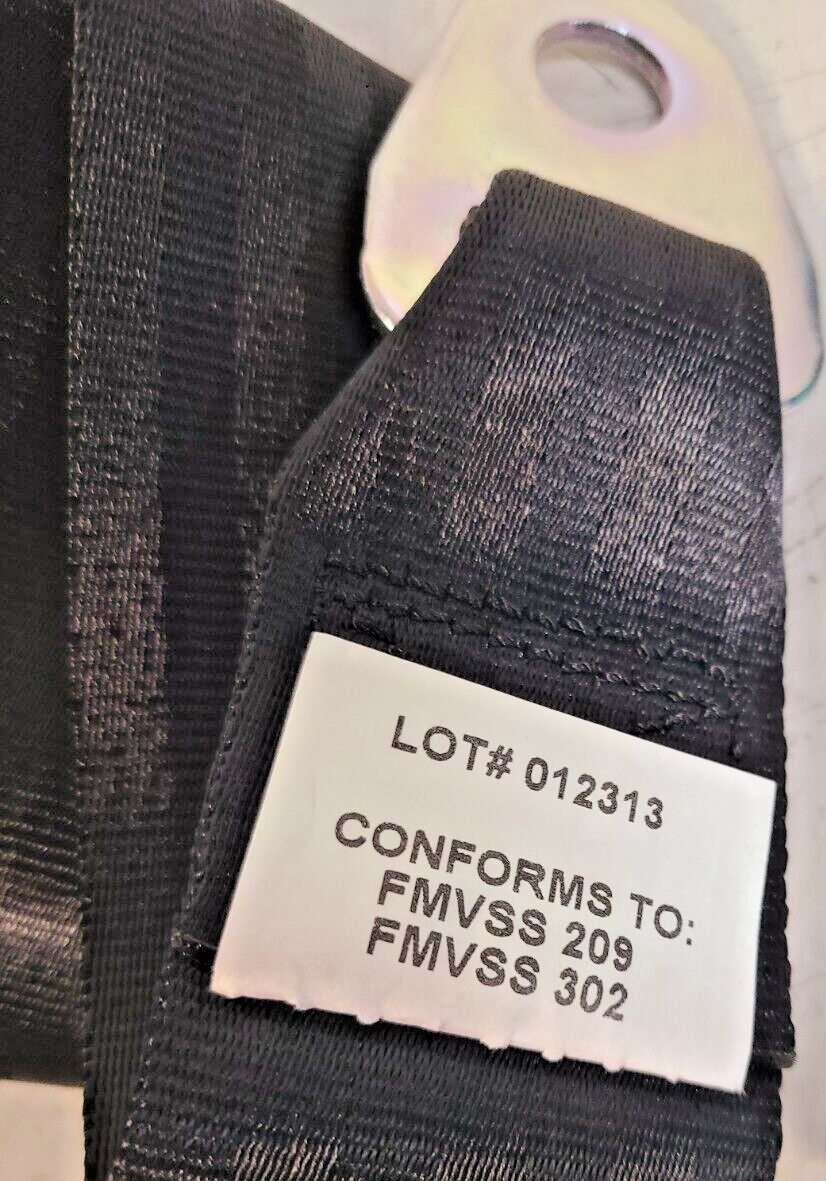 LOT# 012313
CONFORMS TO:
FMVSS 209
FMVSS 302